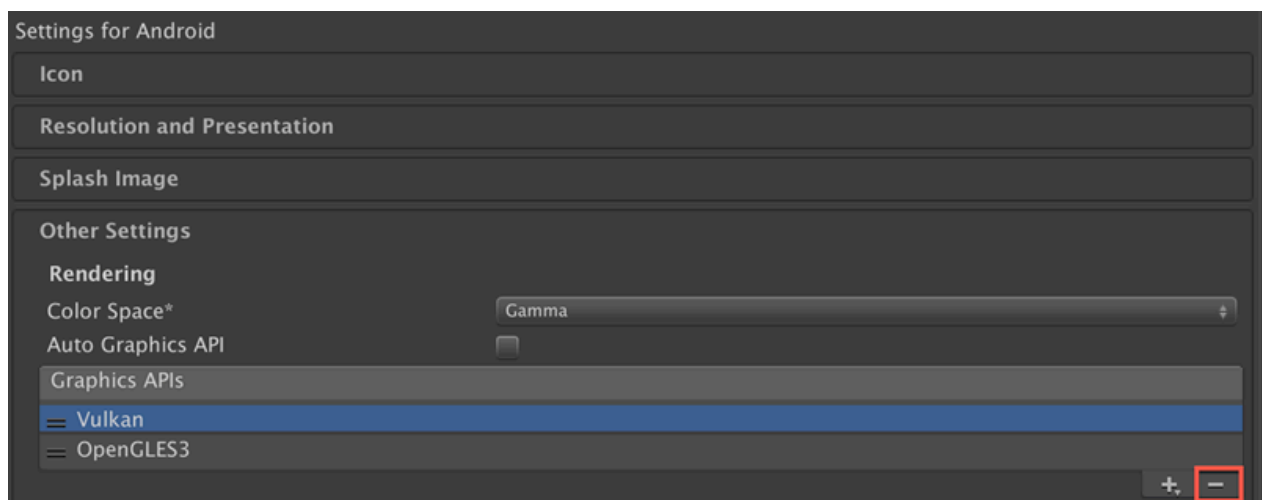 Settings for Android
Icon
Resolution and Presentation
Splash Image
Other Settings
Rendering
Color Space* Gamma
Auto Graphics API
Graphics APIs
Vulkan
OpenGLES3